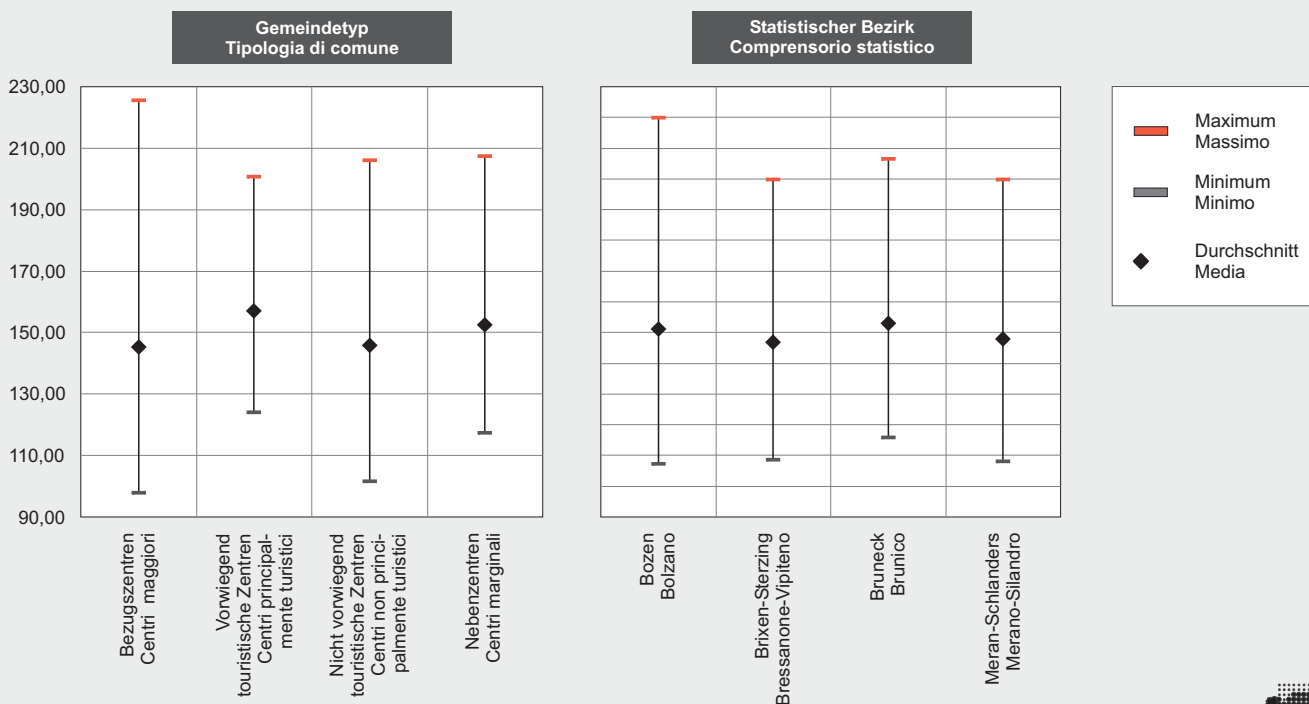 Gemeindetyp
Tipologia di comune
Statistischer Bezirk
Comprensorio statistico
230,00
210,00
190,00
170,00
150,00
130,00
110,00
90,00
Maximum
Massimo
Minimum
Minimo
Durchschnitt
Media
Bezugszentren
Centri maggiori
Vorwiegend
touristische Zentren
Centri principal-
mente turistici
Nicht vorwiegend
touristische Zentren
Centri non princi-
palmente turistici
Nebenzentren
Centri marginali
Bozen
Bolzano
Brixen-Sterzing
Bressanone-Vipiteno
Bruneck
Brunico
Meran-Schlanders
Merano-Silandro